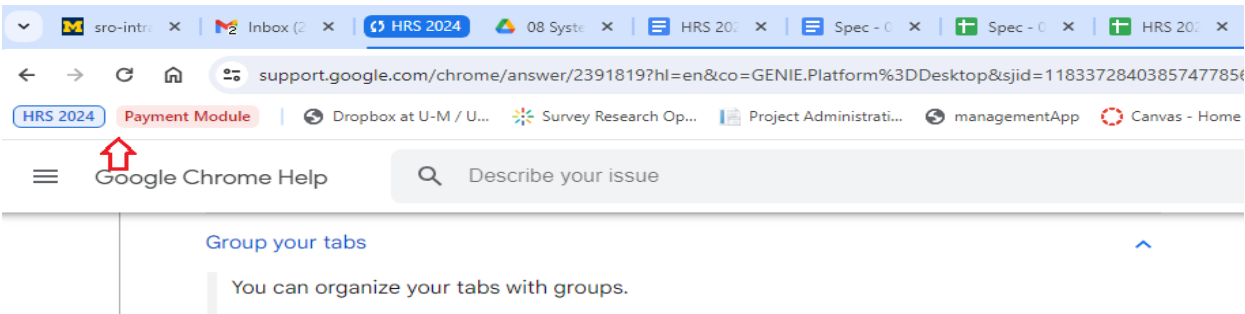 sro-intra Inbox (2 HRS 2024 08 Syste HRS 202 Spec - 0 Spec - 0 HRS 202
support.google.com/chrome/answer/2391819?hl=en&co=GENIE.Platform%3DDesktop&sjid=11833728403857477856
HRS 2024 Payment Module Dropbox at U-M / U... Survey Research Op... Project Administrati... managementApp Canvas - Home
Google Chrome Help Describe your issue
Group your tabs
You can organize your tabs with groups.